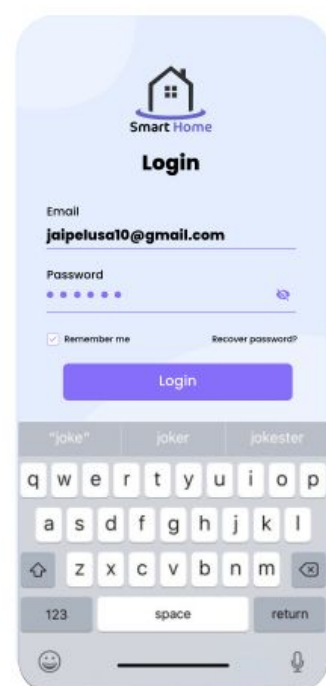 Smart Home
Login
Email
jaipelusa10@gmail.com
Password
Remember me Recover password?
Login
"joke" joker jokester
q w e r t y u i o p
a s d f g h j k l
z x c v b n m
123 space return